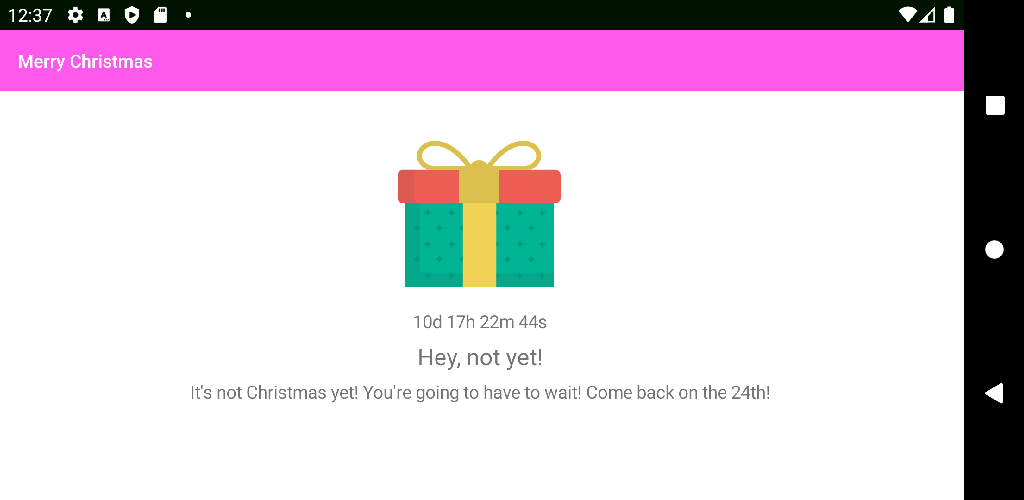 12:37
Merry Christmas
10d 17h 22m 44s
Hey, not yet!
It's not Christmas yet! You're going to have to wait! Come back on the 24th!